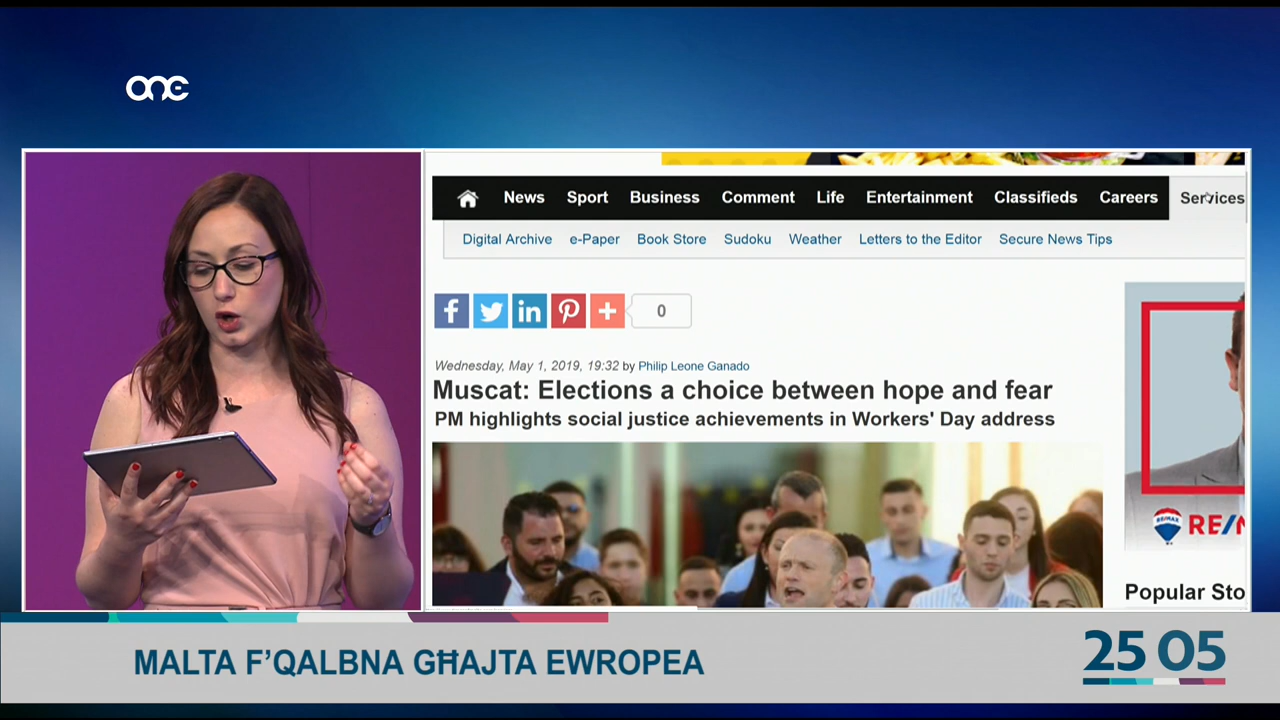 one
News Sport Business Comment Life Entertainment Classifieds Careers Services
Digital Archive e-Paper Book Store Sudoku Weather Letters to the Editor Secure News Tips
f in + 0
Wednesday, May 1, 2019, 19:32 by Philip Leone Ganado
Muscat: Elections a choice between hope and fear
PM highlights social justice achievements in Workers' Day address
RE/MAX
RE/M
Popular Sto
MALTA F'QALBNA GĦAJTA EWROPEA
25 05